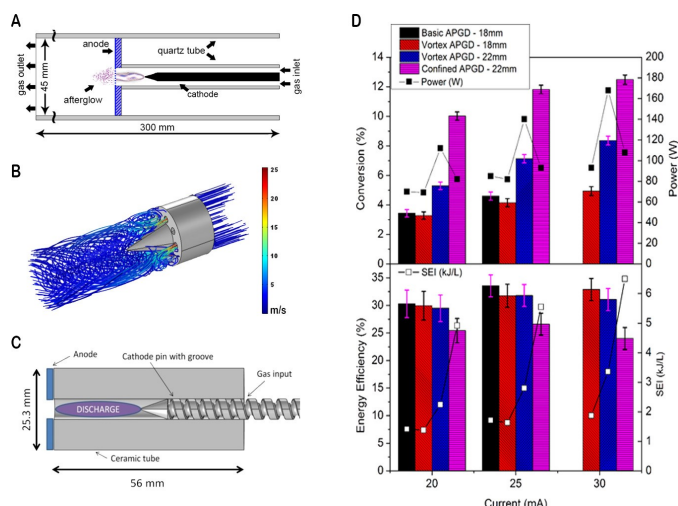 A
anode
quartz tube
gas outlet
45 mm
gas inlet
afterglow
cathode
300 mm
B
25
20
15
10
5
m/s
C
Anode
Cathode pin with groove
Gas input
25.3 mm
DISCHARGE
Ceramic tube
56 mm
D
Basic APGD - 18mm
Vortex APGD - 18mm
Vortex APGD - 22mm
Confined APGD - 22mm
Power (W)
Conversion (%)
14
12
10
8
6
4
2
0
200
180
160
140
120
100
80
60
40
20
0
Power (W)
SEI (kJ/L)
Energy Efficiency (%)
35
30
25
20
15
10
5
0
6
5
4
3
2
1
0
SEI (kJ/L)
20
25
30
Current (mA)